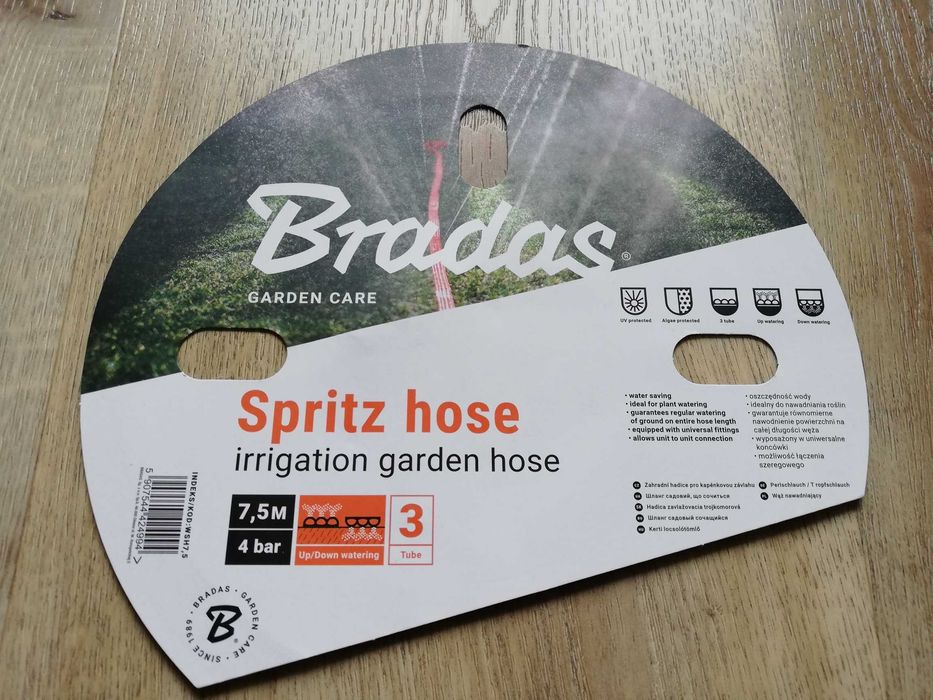 Bradas®
GARDEN CARE
UV protected
Algae protected
3 tube
Up watering
Down watering
Spritz hose
irrigation garden hose
• water saving
• ideal for plant watering
• guarantees regular watering
of ground on entire hose length
• equipped with universal fittings
• allows unit to unit connection
• oszczędność wody
• idealny do nawadniania roślin
• gwarantuje równomierne
nawodnienie powierzchni na
całej długości węża
• wyposażony w uniwersalne
końcówki
• możliwość łączenia
szeregowego
Zahradní hadice pro kapénkovou závlahu
Шланг садовий, що сочиться
Hadica zavlažovacia trojkomorová
Шланг садовый сочащийся
Kerti locsolótömlő
Perlschlauch / Tropfschlauch
Wąż nawadniający
7,5M
4 bar
Up/Down watering
3
Tube
INDEKS/KOD:WSH7,5
5 907544 424994 >
BRADAS • GARDEN CARE • SINCE 1989 •
B®